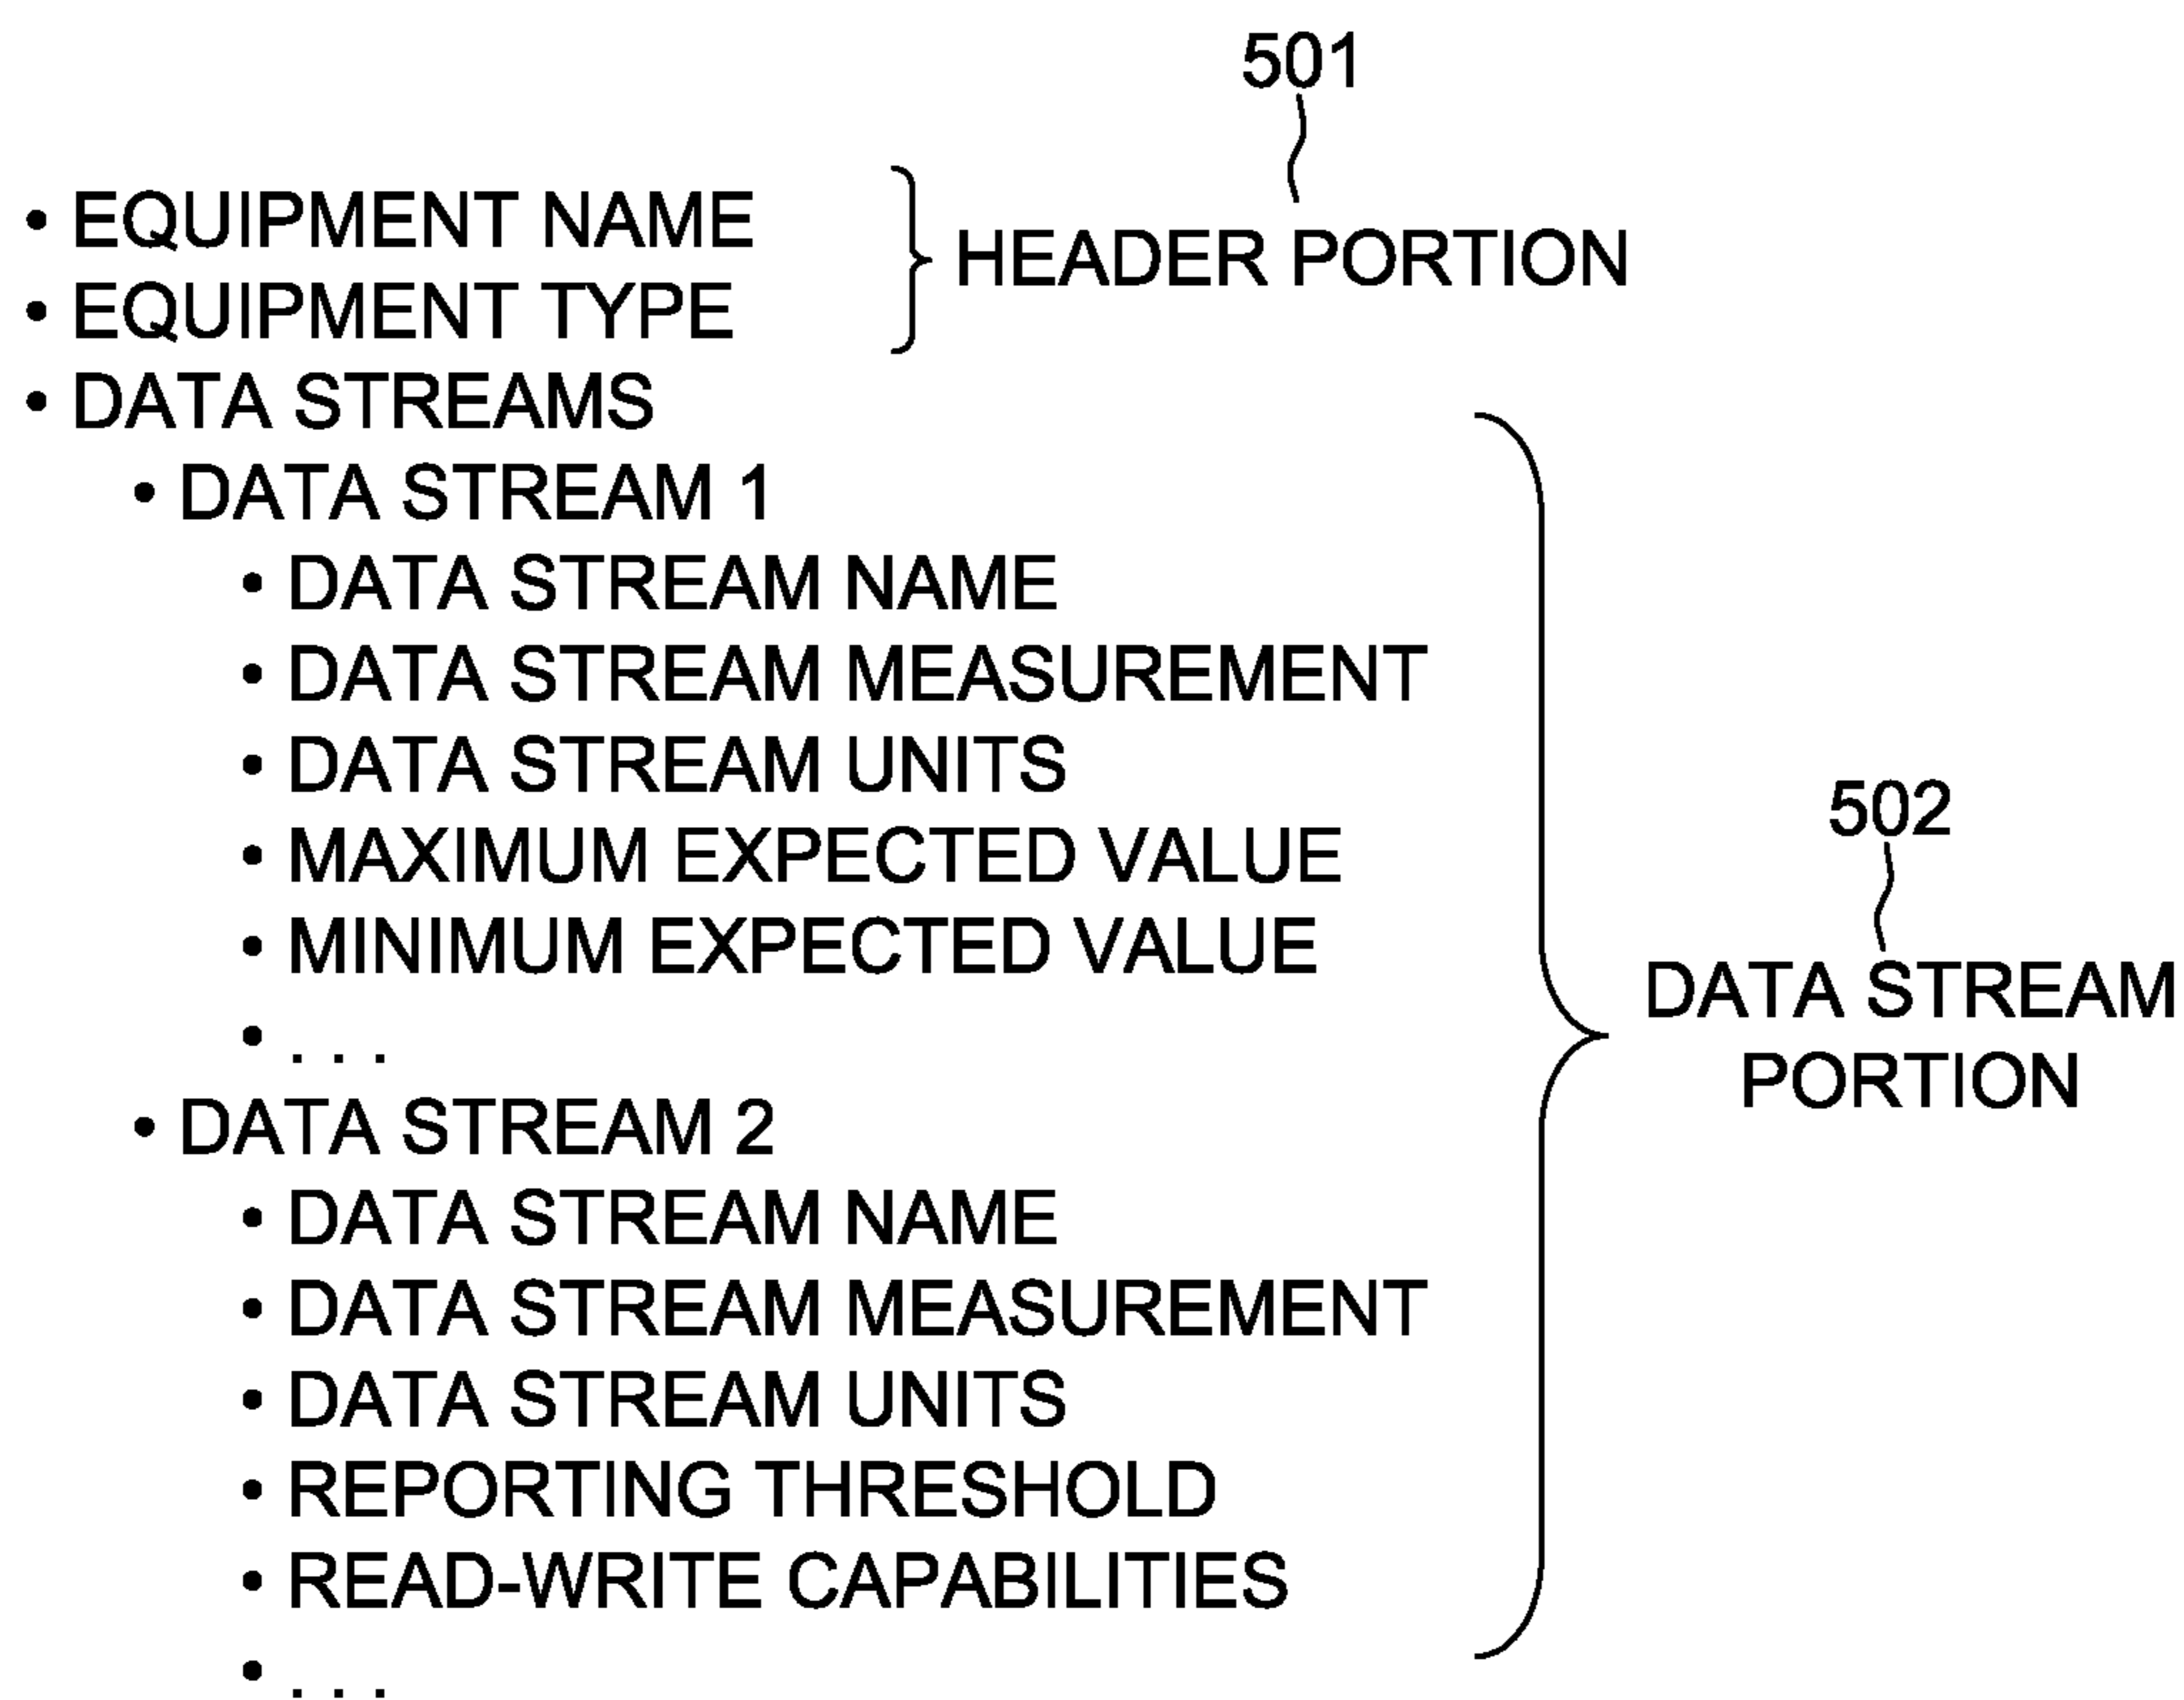 501
• EQUIPMENT NAME
• EQUIPMENT TYPE
HEADER PORTION
• DATA STREAMS
• DATA STREAM 1
• DATA STREAM NAME
• DATA STREAM MEASUREMENT
• DATA STREAM UNITS
• MAXIMUM EXPECTED VALUE
• MINIMUM EXPECTED VALUE
• . . .
• DATA STREAM 2
• DATA STREAM NAME
• DATA STREAM MEASUREMENT
• DATA STREAM UNITS
• REPORTING THRESHOLD
• READ-WRITE CAPABILITIES
• . . .
502
DATA STREAM
PORTION